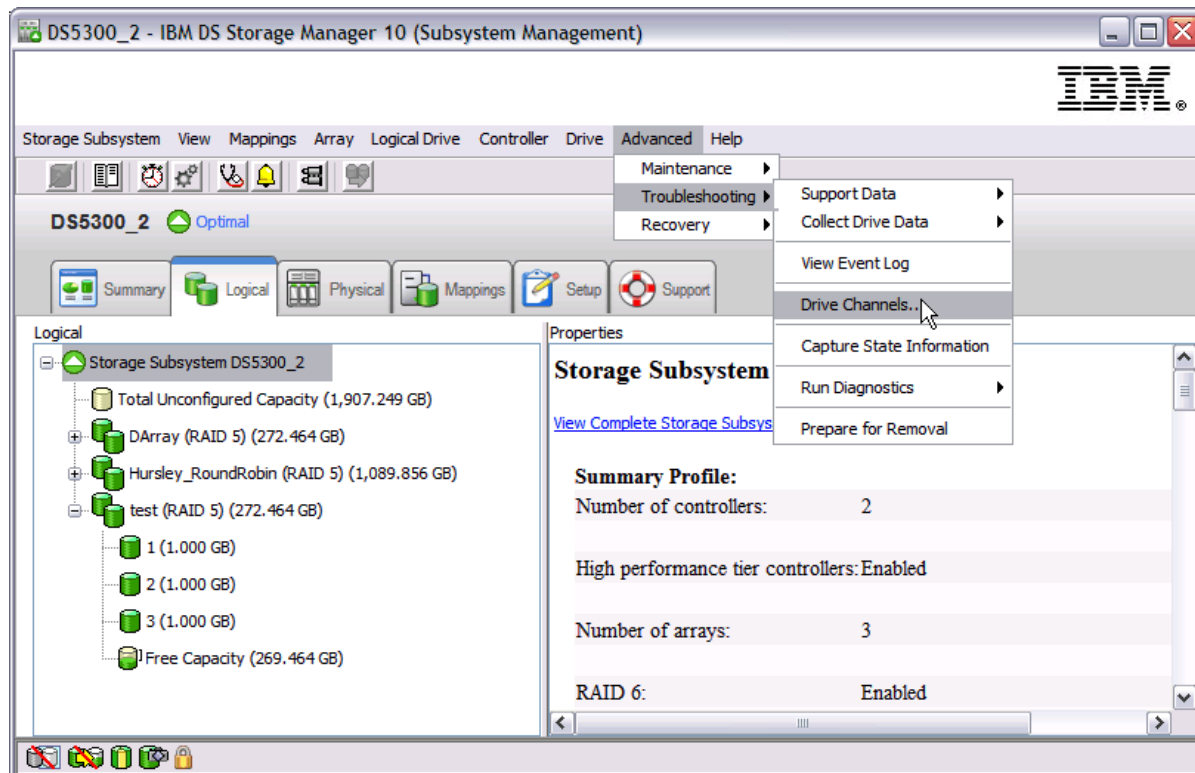 DS5300_2 - IBM DS Storage Manager 10 (Subsystem Management)
IBM®
Storage Subsystem View Mappings Array Logical Drive Controller Drive Advanced Help
Maintenance
Troubleshooting
Recovery
Support Data
Collect Drive Data
View Event Log
Drive Channels...
Capture State Information
Run Diagnostics
Prepare for Removal
DS5300_2 Optimal
Summary Logical Physical Mappings Setup Support
Logical
Storage Subsystem DS5300_2
Total Unconfigured Capacity (1,907.249 GB)
DArray (RAID 5) (272.464 GB)
Hursley_RoundRobin (RAID 5) (1,089.856 GB)
test (RAID 5) (272.464 GB)
1 (1.000 GB)
2 (1.000 GB)
3 (1.000 GB)
Free Capacity (269.464 GB)
Properties
Storage Subsystem
View Complete Storage Subsys
Summary Profile:
Number of controllers: 2
High performance tier controllers: Enabled
Number of arrays: 3
RAID 6: Enabled